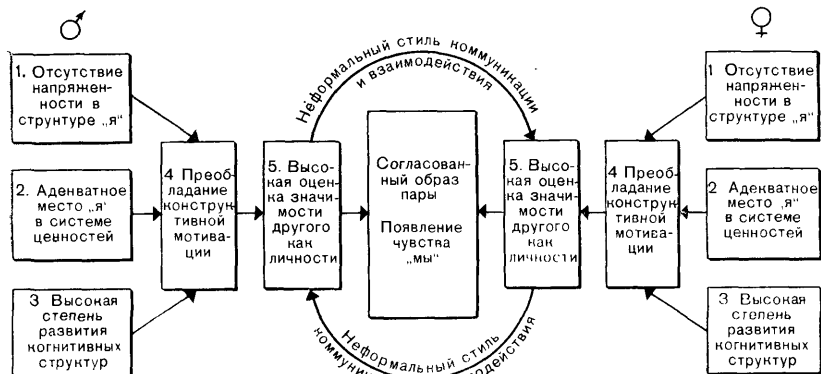 ♂
♀
Неформальный стиль коммуникации
и взаимодействия
1. Отсутствие
напряжен-
ности в
структуре „я“
2. Адекватное
место „я“
в системе
ценностей
3 Высокая
степень
развития
когнитивных
структур
4 Преоб-
ладание
конструк-
тивной
мотива-
ции
5. Высо-
кая оцен-
ка значи-
мости
другого
как
личности
Согласован-
ный образ
пары
Появление
чувства
„мы“
5. Высо-
кая оцен-
ка значи-
мости
другого
как
личности
4 Преоб-
ладание
конструк-
тивной
мотива-
ции
1 Отсутствие
напряжен-
ности в
структуре „я“
2 Адекватное
место „я“
в системе
ценностей
3 Высокая
степень
развития
когнитивных
структур
Неформальный стиль